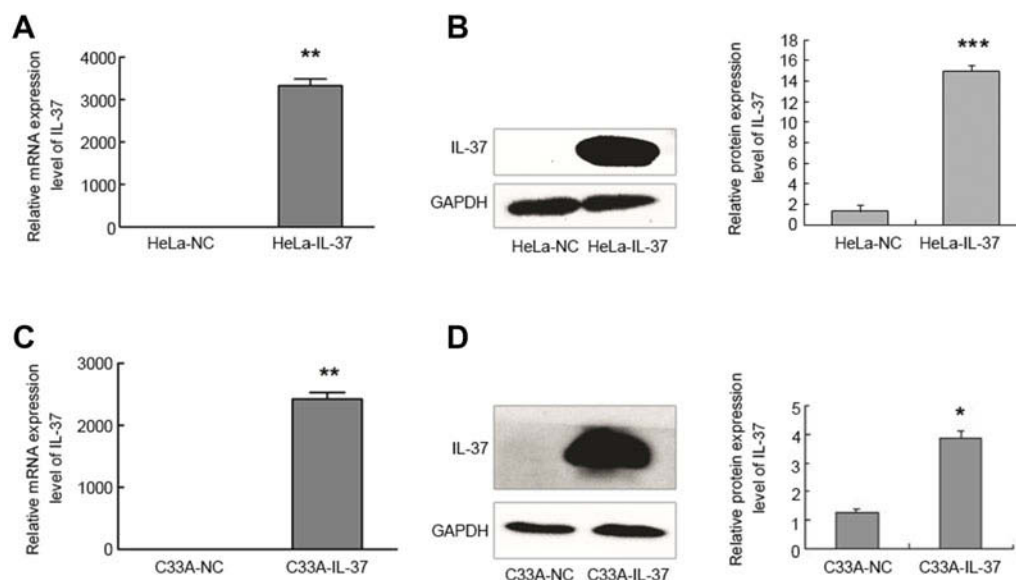 A
Relative mRNA expression
level of IL-37
4000
3000
2000
1000
0
**
HeLa-NC HeLa-IL-37
B
IL-37
GAPDH
HeLa-NC HeLa-IL-37
Relative protein expression
level of IL-37
18
16
14
12
10
8
6
4
2
0
***
HeLa-NC HeLa-IL-37
C
Relative mRNA expression
level of IL-37
3000
2000
1000
0
**
C33A-NC C33A-IL-37
D
IL-37
GAPDH
C33A-NC C33A-IL-37
Relative protein expression
level of IL-37
5
4
3
2
1
0
*
C33A-NC C33A-IL-37